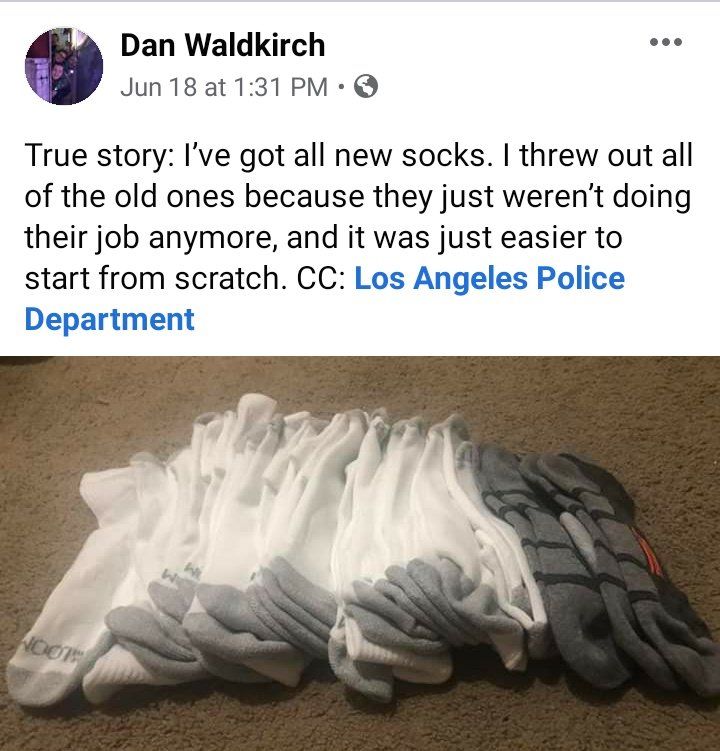 Dan Waldkirch
Jun 18 at 1:31 PM •
True story: I’ve got all new socks. I threw out all
of the old ones because they just weren’t doing
their job anymore, and it was just easier to
start from scratch. CC: Los Angeles Police
Department